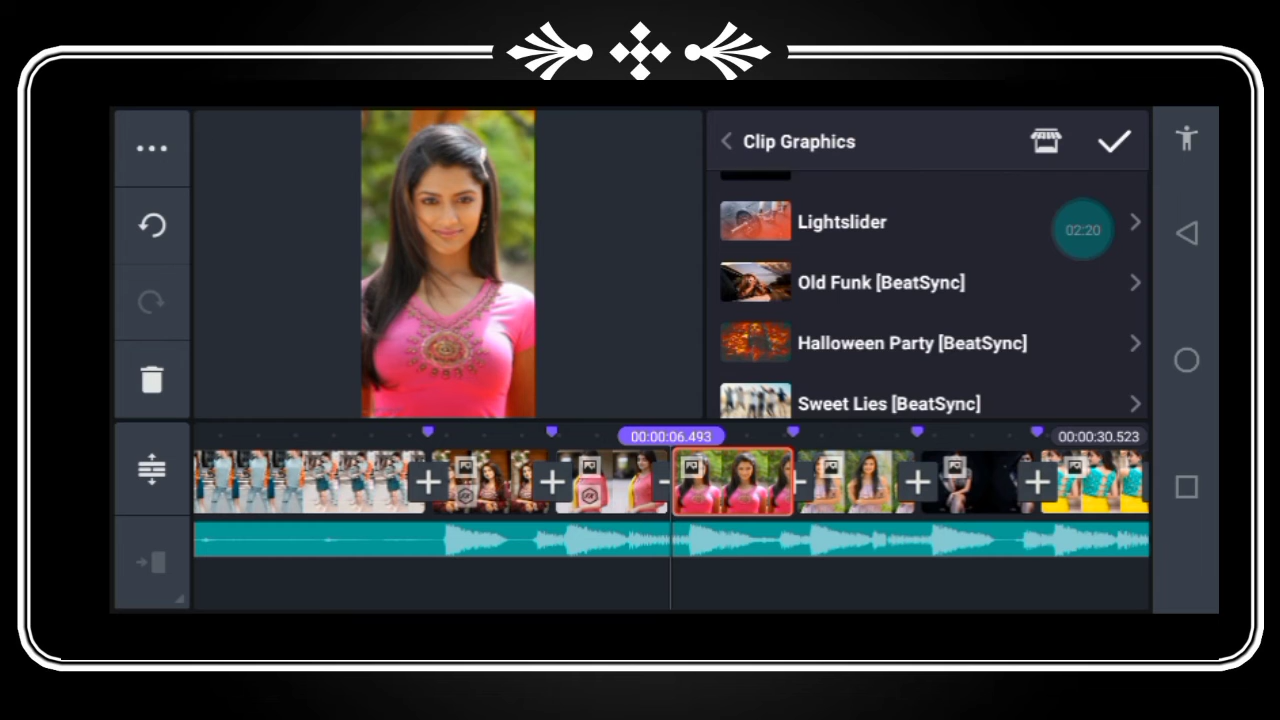 Clip Graphics
Lightslider
02:20
Old Funk [BeatSync]
Halloween Party [BeatSync]
Sweet Lies [BeatSync]
00:00:06.493
00:00:30.523